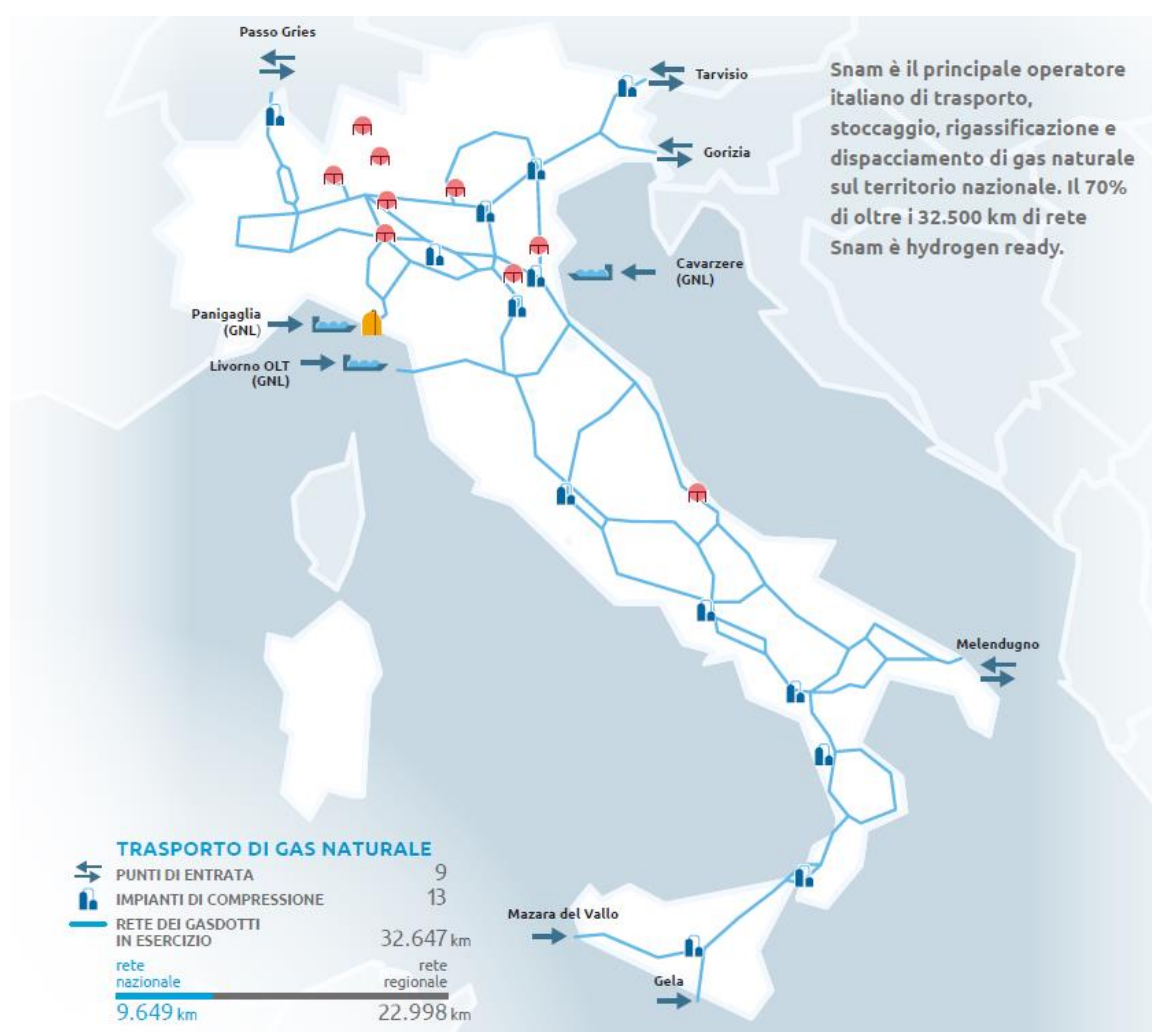 Passo Gries
Tarvisio
Gorizia
Snam è il principale operatore
italiano di trasporto,
stoccaggio, rigassificazione e
dispacciamento di gas naturale
sul territorio nazionale. Il 70%
di oltre i 32.500 km di rete
Snam è hydrogen ready.
Cavarzere
(GNL)
Panigaglia
(GNL)
Livorno OLT
(GNL)
Melendugno
Mazara del Vallo
Gela
TRASPORTO DI GAS NATURALE
PUNTI DI ENTRATA 9
IMPIANTI DI COMPRESSIONE 13
RETE DEI GASDOTTI
IN ESERCIZIO 32.647 km
rete rete
nazionale regionale
9.649 km 22.998 km